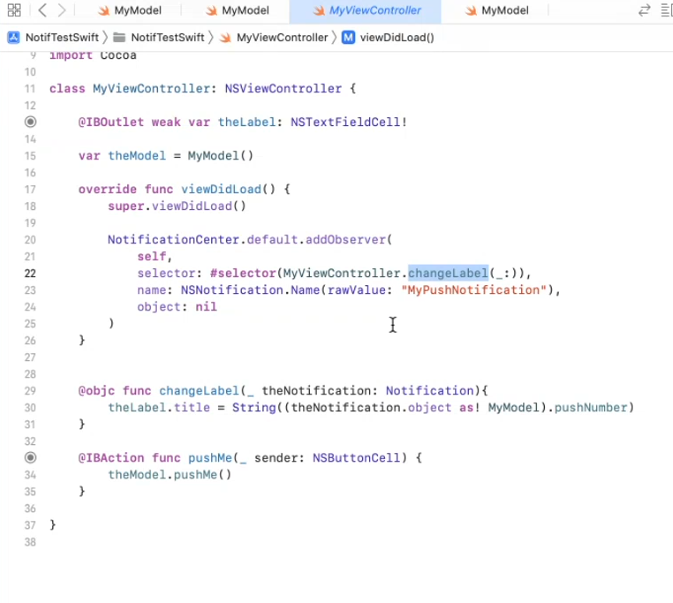 MyModel MyModel MyViewController MyModel
NotifTestSwift NotifTestSwift MyViewController M viewDidLoad()
9 import Cocoa
10
11 class MyViewController: NSViewController {
12
@IBOutlet weak var theLabel: NSTextFieldCell!
14
15 var theModel = MyModel()
16
17 override func viewDidLoad() {
18 super.viewDidLoad()
19
20 NotificationCenter.default.addObserver(
21 self,
22 selector: #selector(MyViewController.changeLabel(_:)),
23 name: NSNotification.Name(rawValue: "MyPushNotification"),
24 object: nil
25 )
26 }
27
28
29 @objc func changeLabel(_ theNotification: Notification){
30 theLabel.title = String((theNotification.object as! MyModel).pushNumber)
31 }
32
@IBAction func pushMe(_ sender: NSButtonCell) {
34 theModel.pushMe()
35 }
36
37 }
38